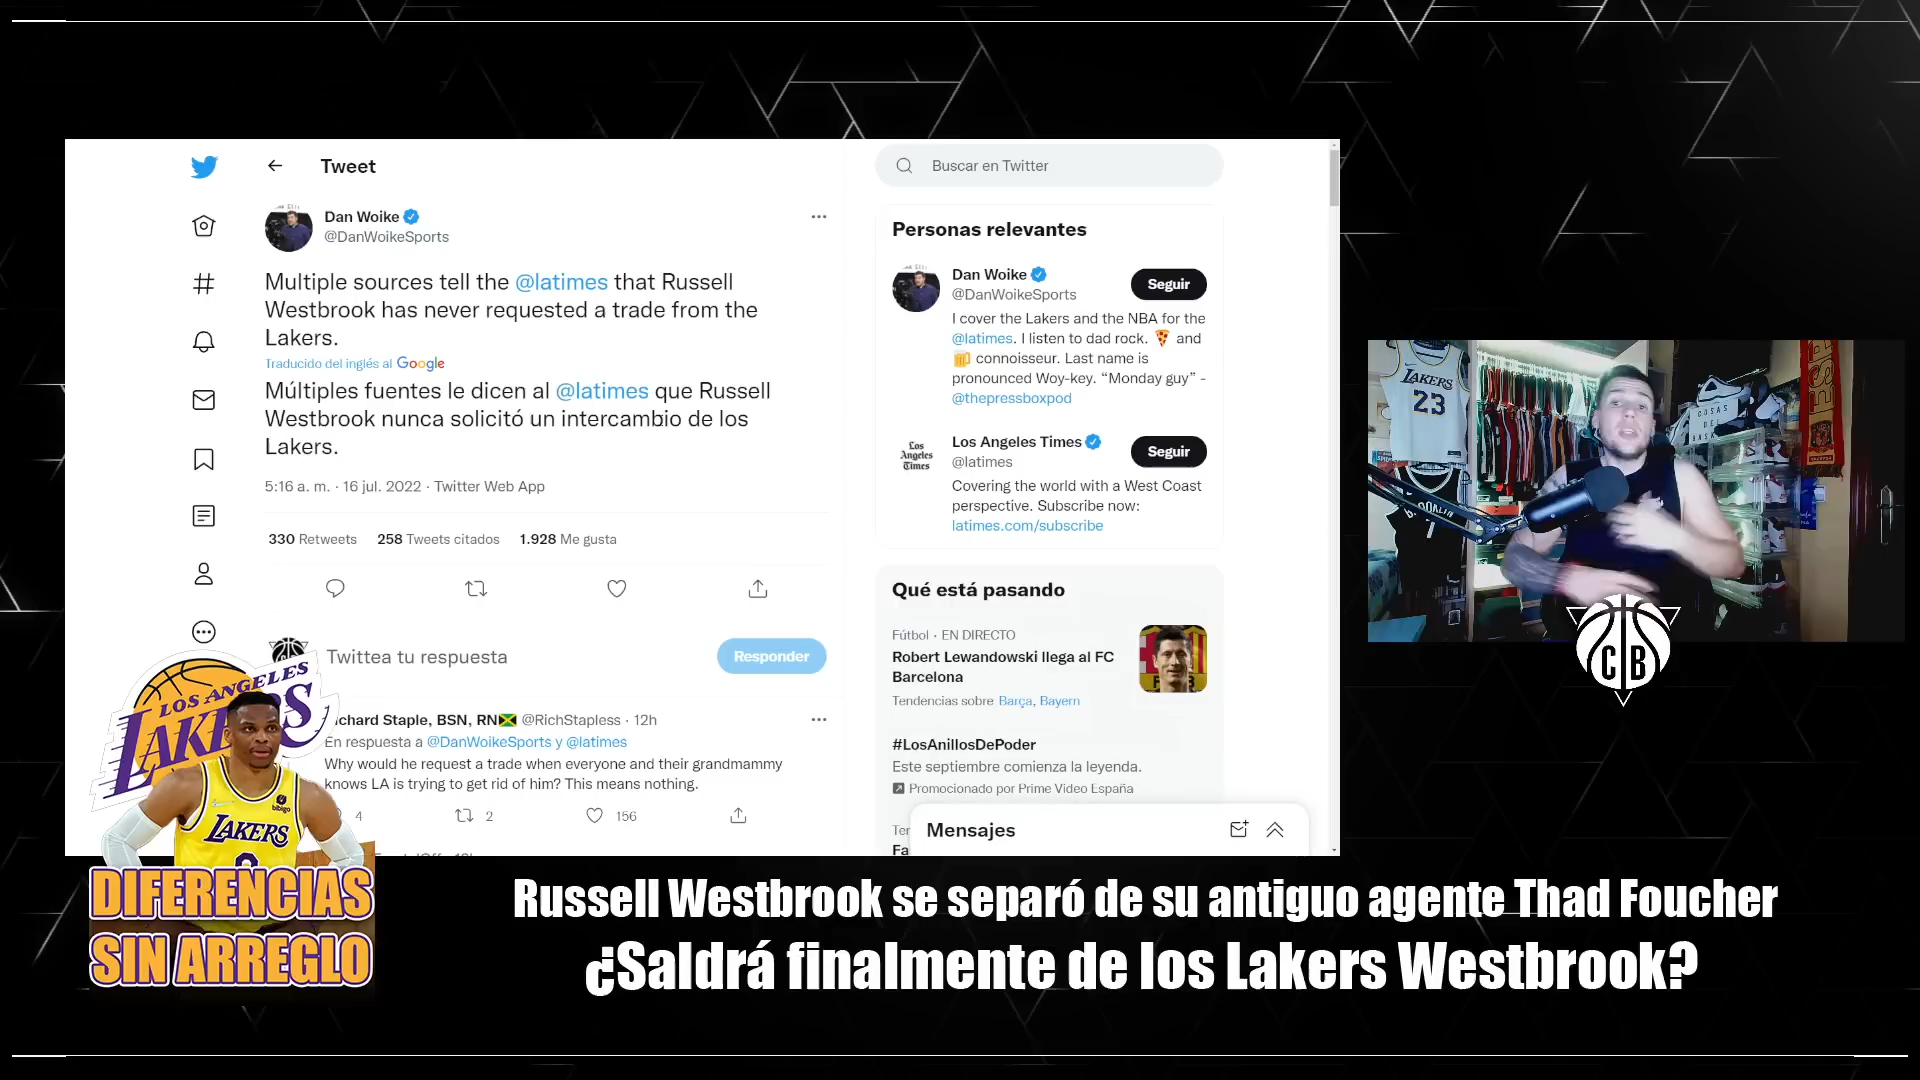 Tweet
Dan Woike
@DanWoikeSports
Multiple sources tell the @latimes that Russell
Westbrook has never requested a trade from the
Lakers.
Traducido del inglés al Google
Múltiples fuentes le dicen al @latimes que Russell
Westbrook nunca solicitó un intercambio de los
Lakers.
5:16 a. m. · 16 jul. 2022 · Twitter Web App
330 Retweets 258 Tweets citados 1.928 Me gusta
Twittea tu respuesta
Responder
chard Staple, BSN, RN @RichStapless · 12h
En respuesta a @DanWoikeSports y @latimes
Why would he request a trade when everyone and their grandmammy
knows LA is trying to get rid of him? This means nothing.
4 2 156
Buscar en Twitter
Personas relevantes
Dan Woike
@DanWoikeSports
Seguir
I cover the Lakers and the NBA for the
@latimes. I listen to dad rock. 🍕 and
🍻 connoisseur. Last name is
pronounced Woy-key. “Monday guy” -
@thepressboxpod
Los
Angeles
Times
Los Angeles Times
@latimes
Seguir
Covering the world with a West Coast
perspective. Subscribe now:
latimes.com/subscribe
Qué está pasando
Fútbol · EN DIRECTO
Robert Lewandowski llega al FC
Barcelona
Tendencias sobre Barça, Bayern
#LosAnillosDePoder
Este septiembre comienza la leyenda.
Promocionado por Prime Video España
Ter
Fa
Mensajes
LAKERS
23
BROOKLYN
COSAS
DEL
CB
LOS ANGELES
LAKERS
bibigo
LAKERS
DIFERENCIAS
SIN ARREGLO
Russell Westbrook se separó de su antiguo agente Thad Foucher
¿Saldrá finalmente de los Lakers Westbrook?